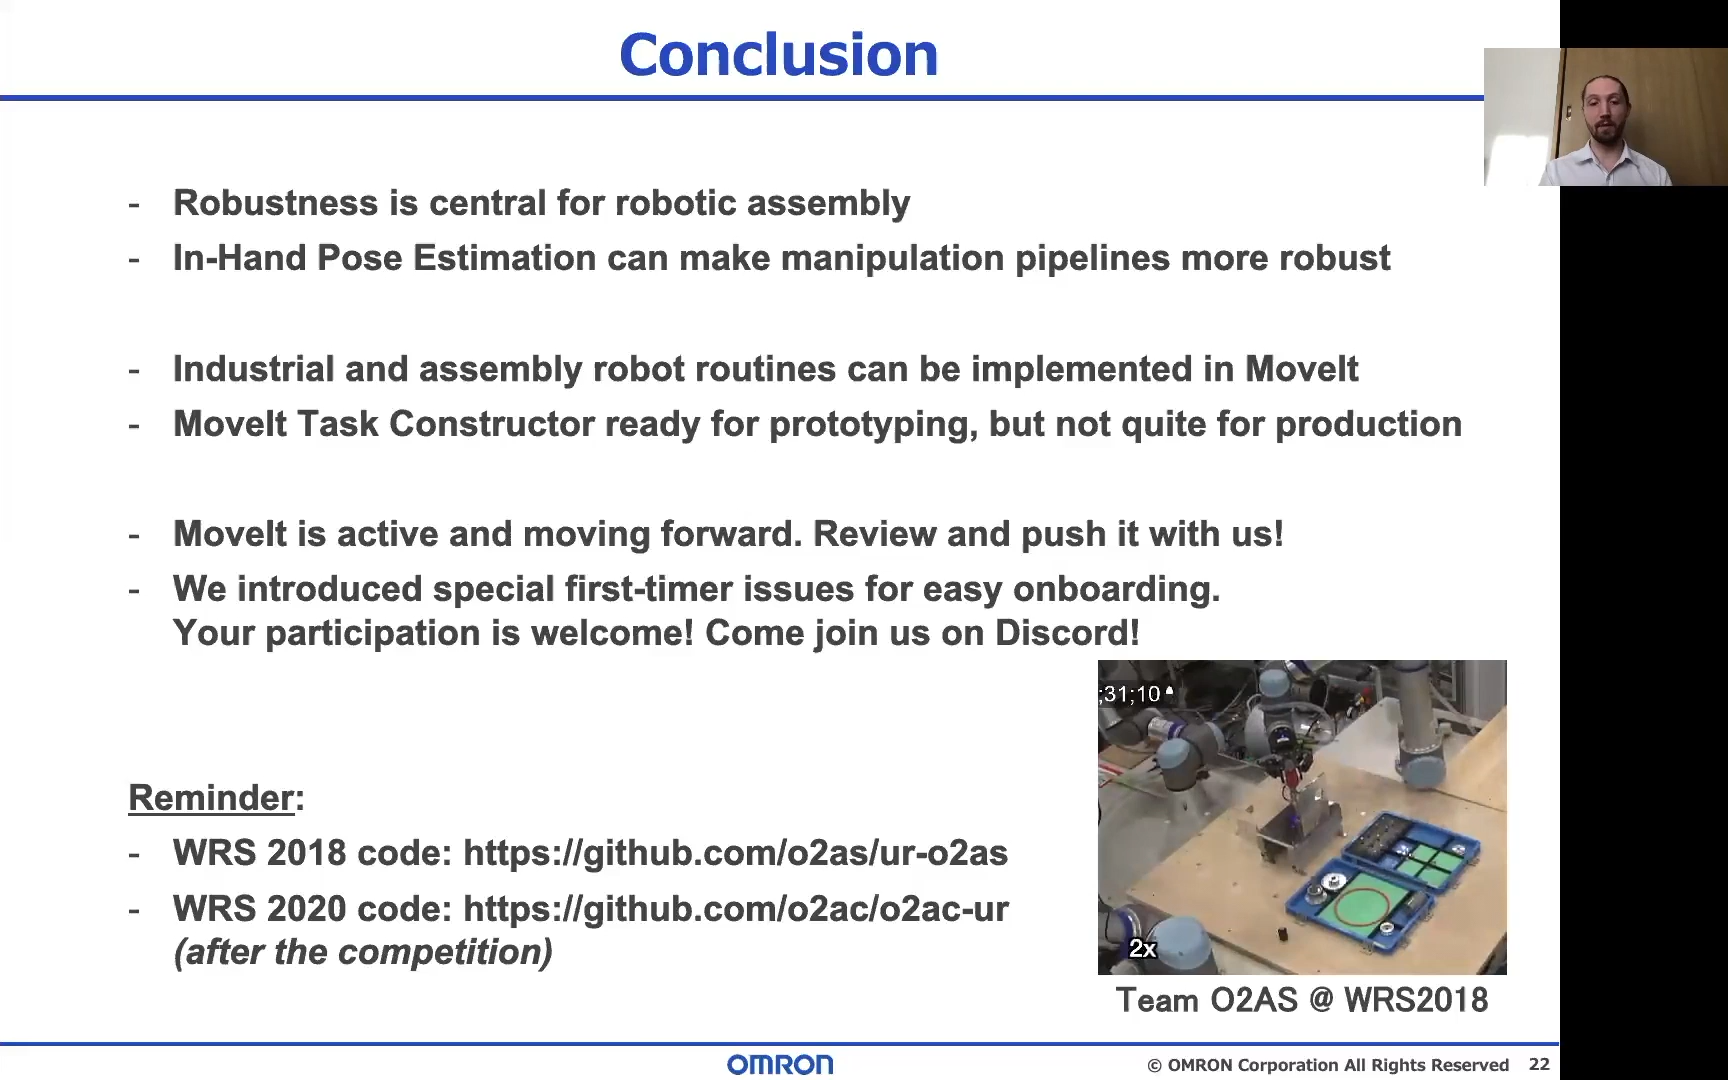 Conclusion
- Robustness is central for robotic assembly
- In-Hand Pose Estimation can make manipulation pipelines more robust
- Industrial and assembly robot routines can be implemented in MoveIt
- MoveIt Task Constructor ready for prototyping, but not quite for production
- MoveIt is active and moving forward. Review and push it with us!
- We introduced special first-timer issues for easy onboarding.
Your participation is welcome! Come join us on Discord!
;31;10
2x
Team O2AS @ WRS2018
Reminder:
- WRS 2018 code: https://github.com/o2as/ur-o2as
- WRS 2020 code: https://github.com/o2ac/o2ac-ur
(after the competition)
OMRON
© OMRON Corporation All Rights Reserved 22